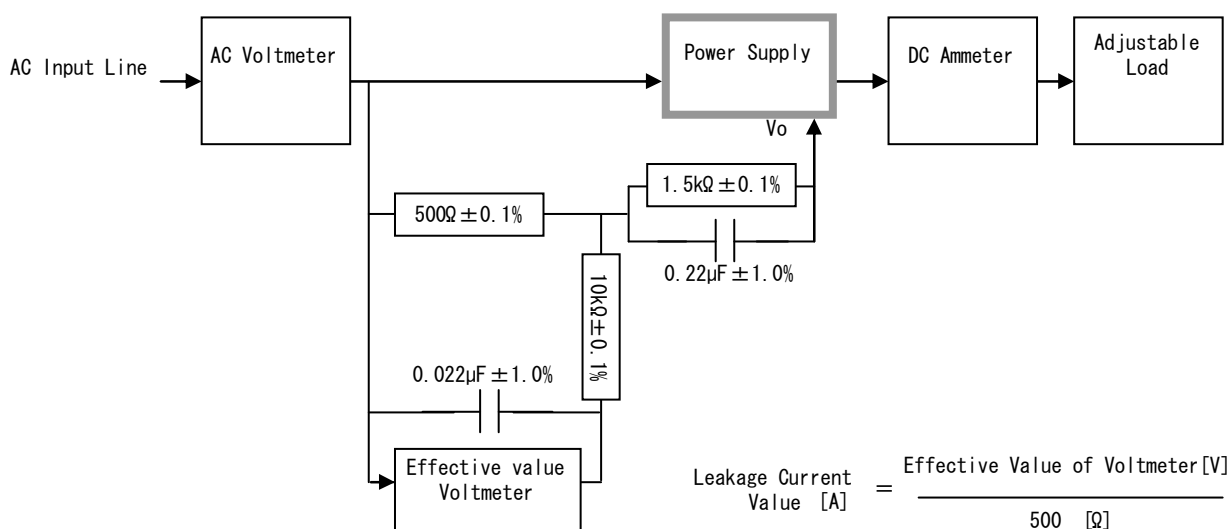 AC Input Line
AC Voltmeter
Power Supply
DC Ammeter
Adjustable
Load
Vo
1.5kΩ±0.1%
500Ω±0.1%
0.22μF±1.0%
10kΩ±0.1%
0.022μF±1.0%
Effective value
Voltmeter
Leakage Current
Value [A]
=
Effective Value of Voltmeter[V]
500 [Ω]